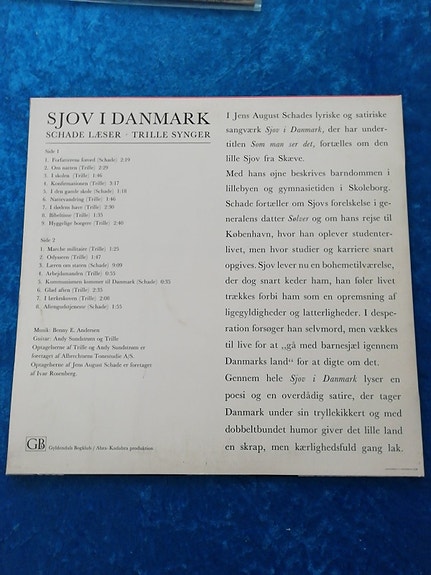 SJOV I DANMARK
SCHADE LÆSER · TRILLE SYNGER
Side 1
1. Forfatterens forord (Schade) 2:19
2. Om natten (Trille) 2:29
3. I skolen (Trille) 1:46
4. Konfirmationen (Trille) 3:17
5. I den gamle skole (Schade) 1:18
6. Nattevandring (Trille) 1:46
7. I dødens have (Trille) 2:30
8. Bibeltime (Trille) 1:35
9. Hyggelige borgere (Trille) 2:40
Side 2
1. Marche militaire (Trille) 1:25
2. Odysseen (Trille) 1:47
3. Læren om staten (Schade) 0:00
4. Arbejdsmanden (Trille) 0:55
5. Kommunismen kommer til Danmark (Schade) 0:35
6. Glad aften (Trille) 2:35
7. I lærkeskoven (Trille) 2:00
8. Aftengudstjeneste (Schade) 1:55
Musik: Benny E. Andersen
Guitar: Andy Sundstrøm og Trille
Optagelserne af Trille og Andy Sundstrøm er
foretaget af Albrechtsens Tonestudie A/S.
Optagelserne af Jens August Schade er foretaget
af Ivar Rosenberg.
GB Gyldendals Bogklub / Abra-Kadabra produktion
I Jens August Schades lyriske og satiriske
sangværk Sjov i Danmark, der har under-
titlen Som man ser det, fortælles om den
lille Sjov fra Skæve.
Med hans øjne beskrives barndommen i
lillebyen og gymnasietiden i Skoleborg.
Schade fortæller om Sjovs forelskelse i ge-
neralens datter Sølver og om hans rejse til
København, hvor han oplever studenter-
livet, men hvor studier og karriere snart
opgives. Sjov lever nu en bohemetilværelse,
der dog snart keder ham, han føler livet
trækkes forbi ham som en opremsning af
ligegyldigheder og latterligheder. I despe-
ration forsøger han selvmord, men vækkes
til live for at „gå med barnesjæl igennem
Danmarks land“ for at digte om det.
Gennem hele Sjov i Danmark lyser en
poesi og en overdådig satire, der tager
Danmark under sin tryllekikkert og med
dobbeltbundet humor giver det lille land
en skrap, men kærlighedsfuld gang lak.